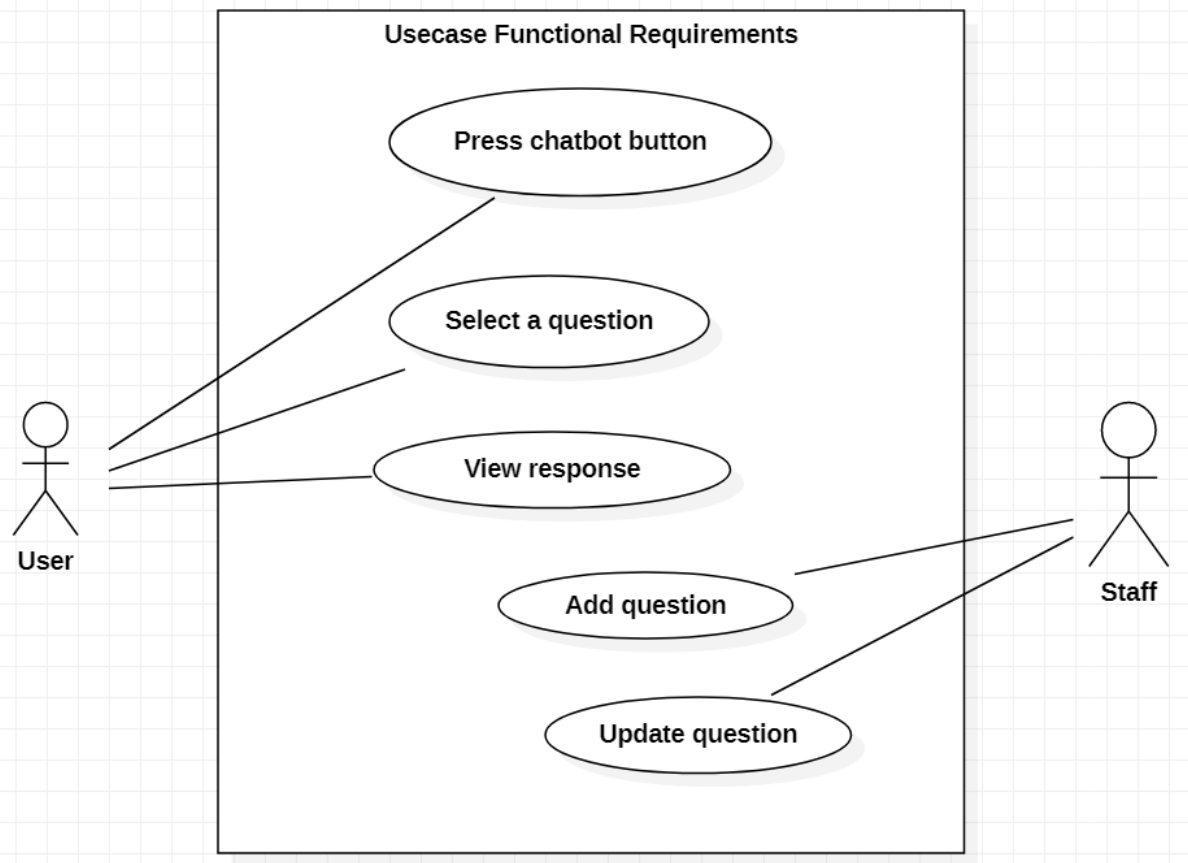 Usecase Functional Requirements
Press chatbot button
Select a question
View response
User
Add question
Staff
Update question